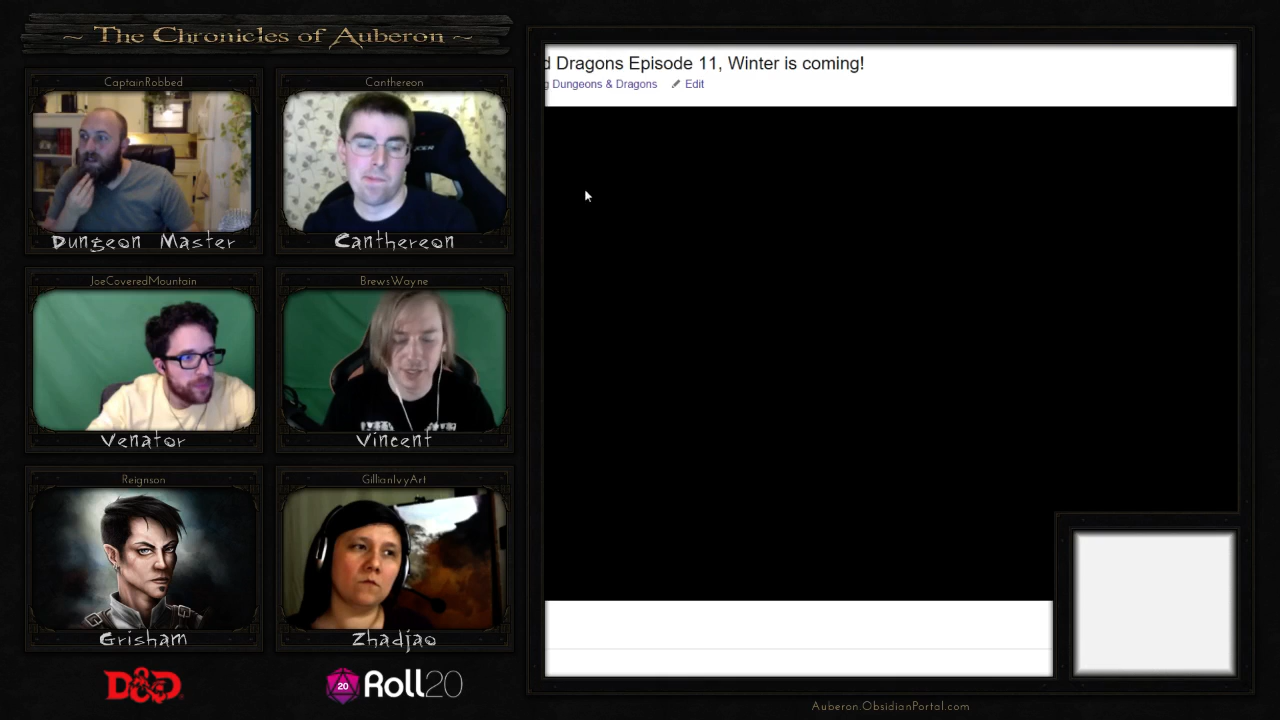 ~ The Chronicles of Auberon ~
CaptainRobbed
Canthereon
Dungeon Master
Canthereon
JoeCoveredMountain
BrewsWayne
Venator
Vincent
Reignson
GillianIvyArt
Grisham
Zhadjao
D&D
20
Roll20
d Dragons Episode 11, Winter is coming!
g Dungeons & Dragons Edit
Auberon.ObsidianPortal.com